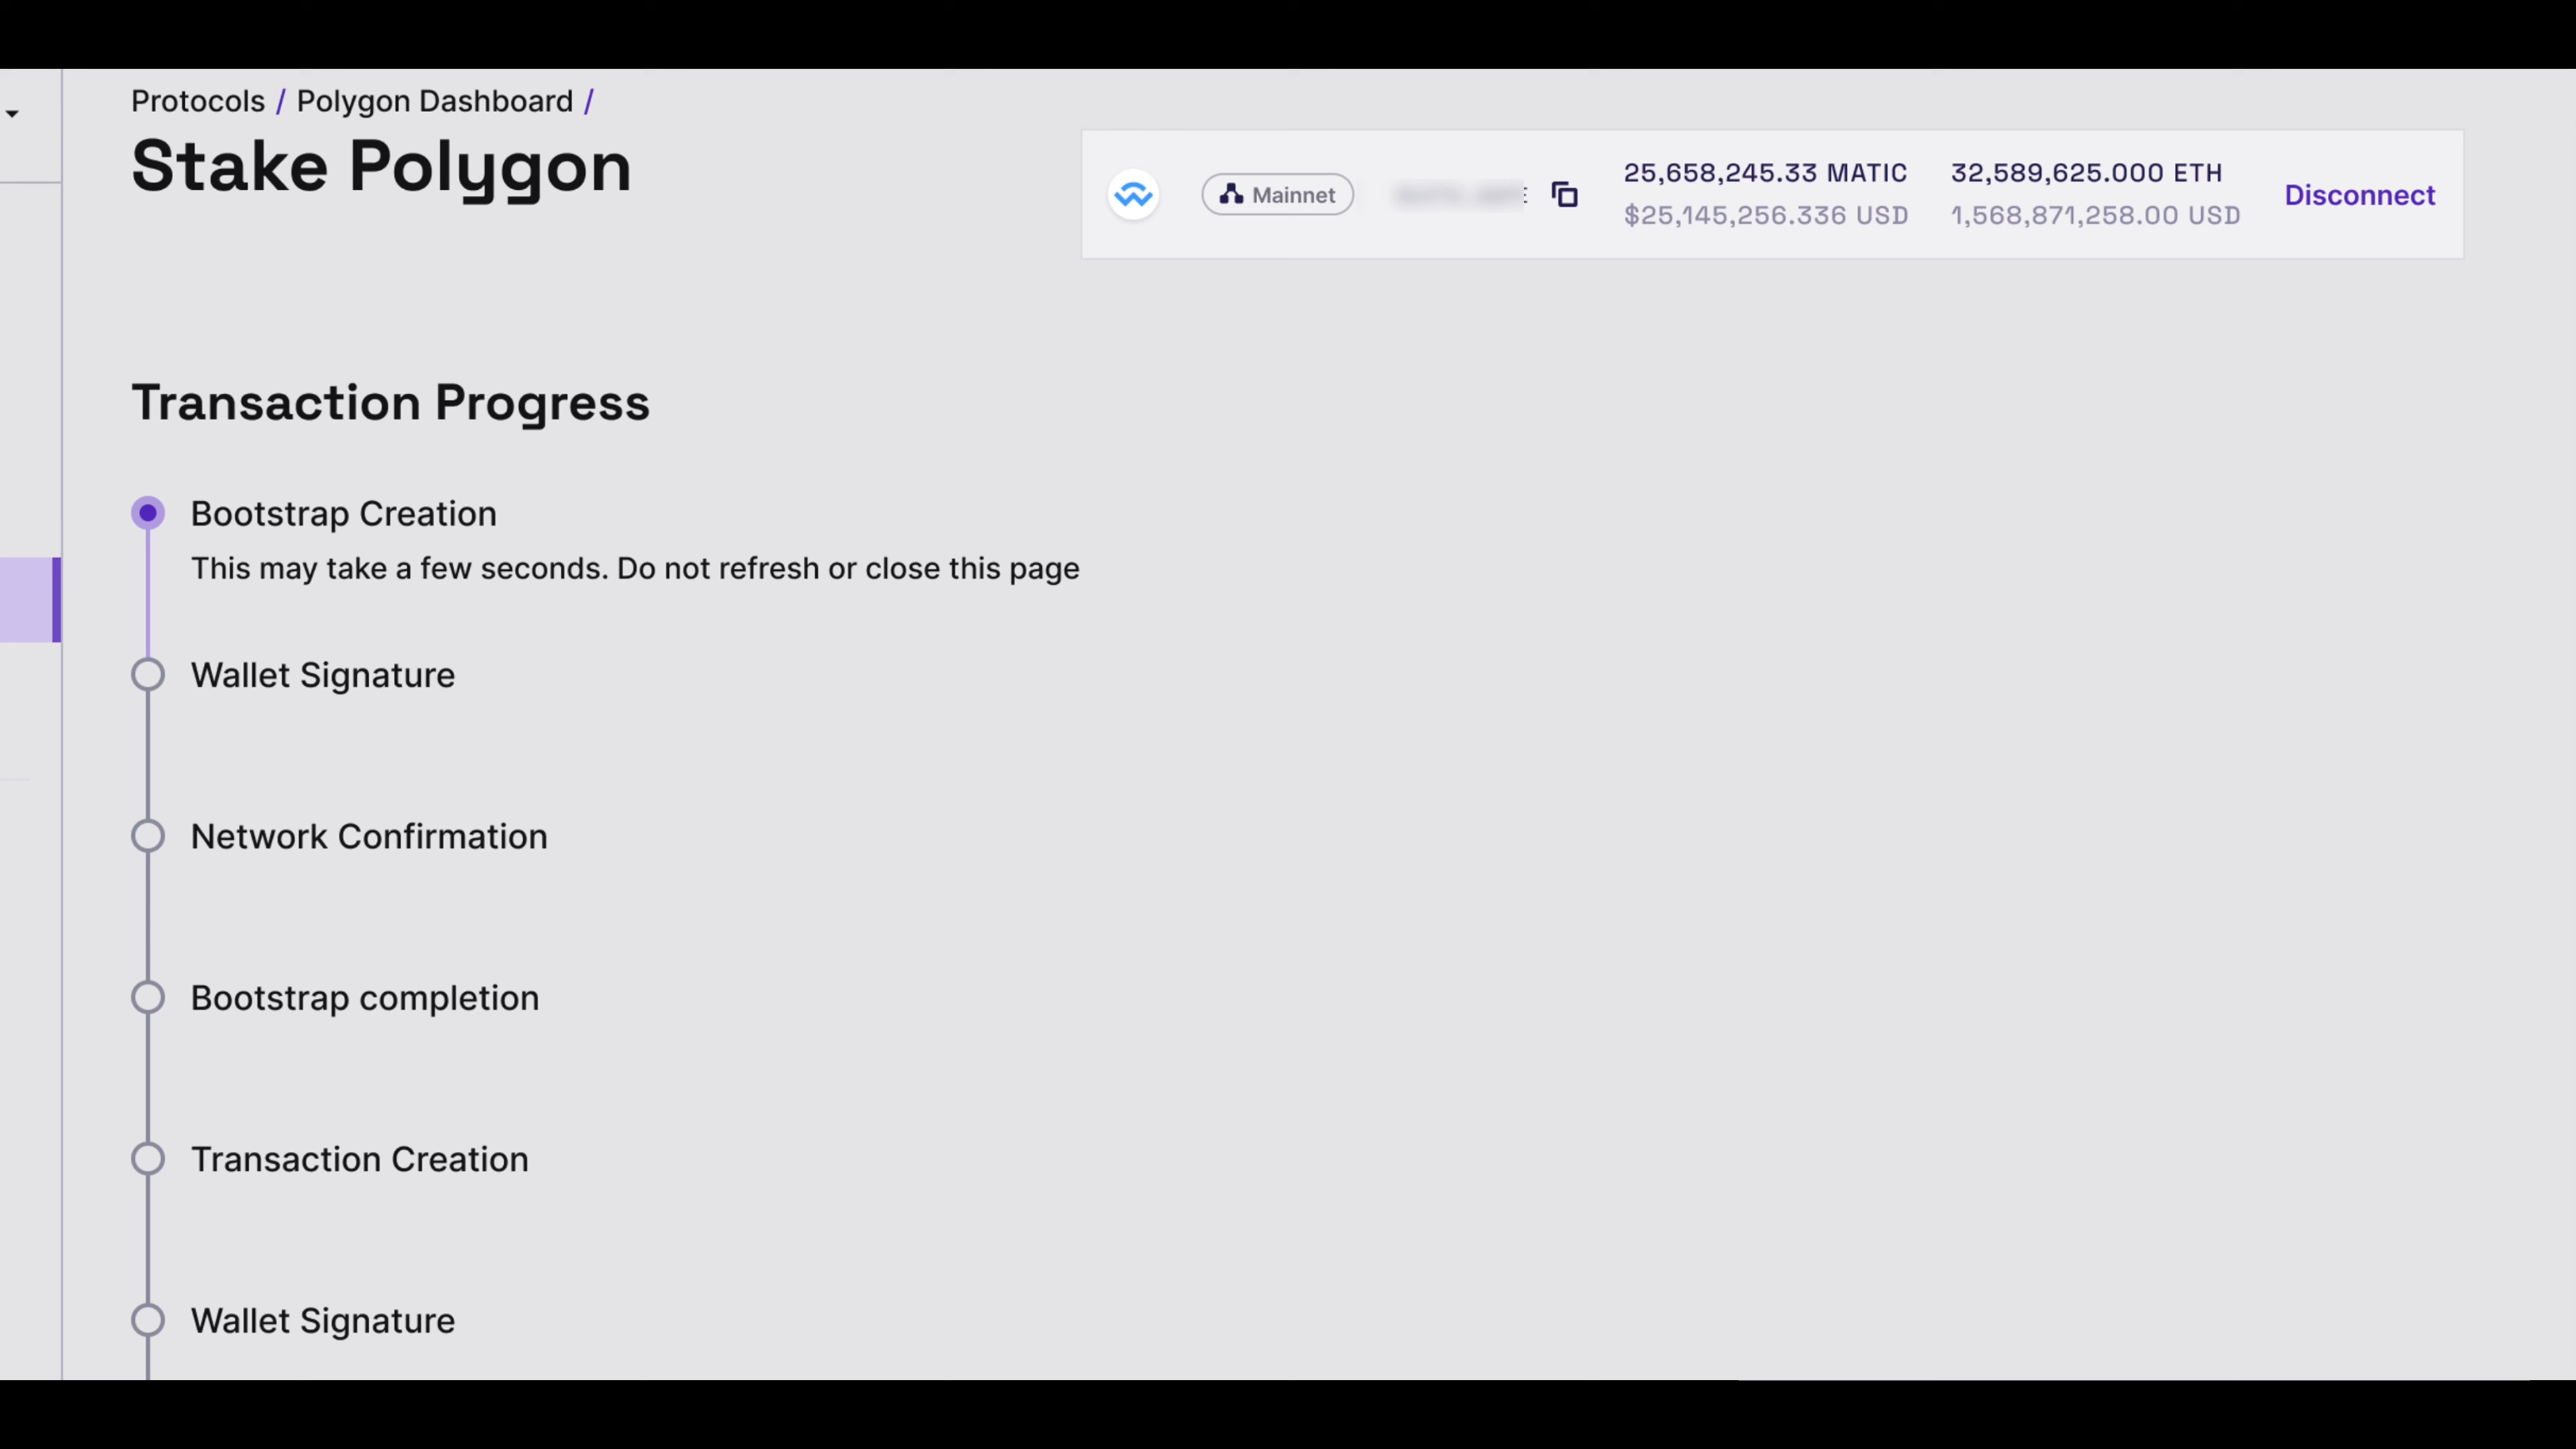 Protocols / Polygon Dashboard /
Stake Polygon
Mainnet
25,658,245.33 MATIC
$25,145,256.336 USD
32,589,625.000 ETH
1,568,871,258.00 USD
Disconnect
Transaction Progress
Bootstrap Creation
This may take a few seconds. Do not refresh or close this page
Wallet Signature
Network Confirmation
Bootstrap completion
Transaction Creation
Wallet Signature